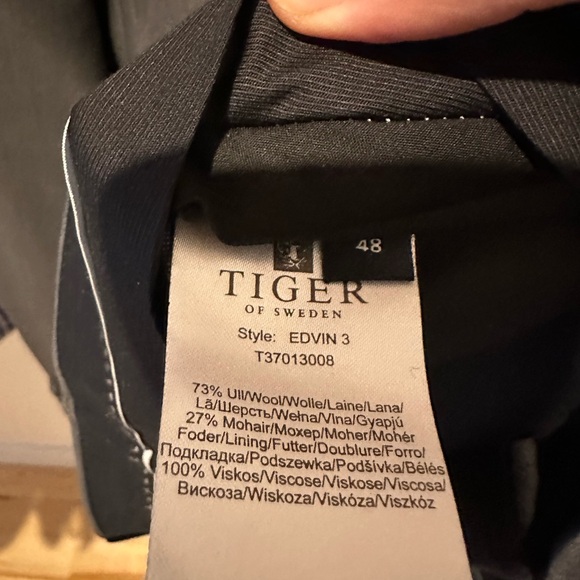 48
TIGER
OF SWEDEN
Style: EDVIN 3
T37013008
73% Ull/Wool/Wolle/Laine/Lana/
Lã/Шерсть/Wełna/Vlna/Gyapjú
27% Mohair/Мохер/Moher/Mohér
Foder/Lining/Futter/Doublure/Forro/
Подкладка/Podszewka/Podšívka/Bélés
100% Viskos/Viscose/Viskose/Viscosa/
Вискоза/Wiskoza/Viskóza/Viszkóz